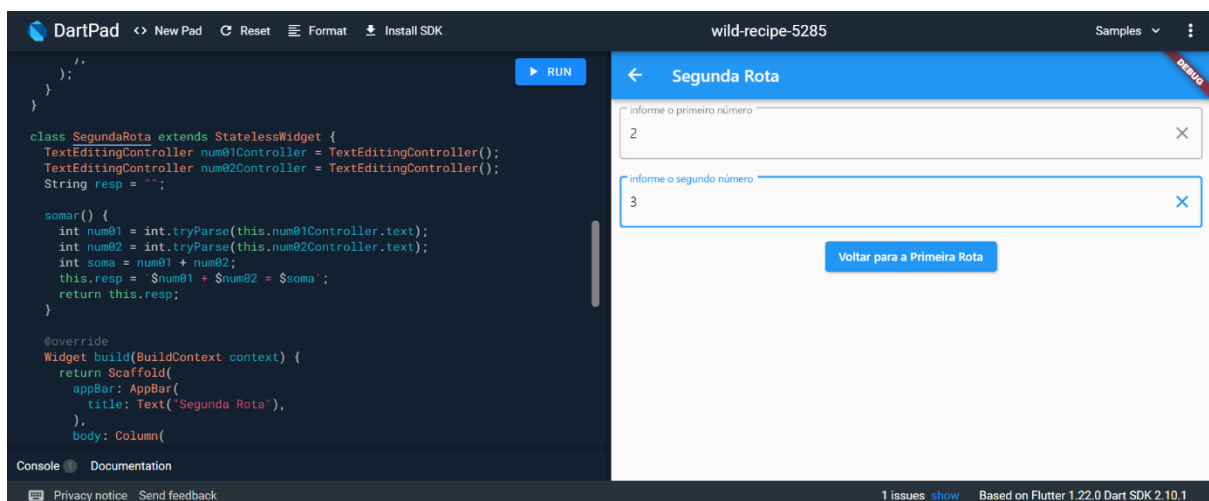 DartPad <> New Pad Reset Format Install SDK wild-recipe-5285 Samples
),
);
}
}
class SegundaRota extends StatelessWidget {
TextEditingController num01Controller = TextEditingController();
TextEditingController num02Controller = TextEditingController();
String resp = "";
somar() {
int num01 = int.tryParse(this.num01Controller.text);
int num02 = int.tryParse(this.num02Controller.text);
int soma = num01 + num02;
this.resp = '$num01 + $num02 = $soma';
return this.resp;
}
@override
Widget build(BuildContext context) {
return Scaffold(
appBar: AppBar(
title: Text("Segunda Rota"),
),
body: Column(
RUN
Segunda Rota
DEBUG
informe o primeiro número
2
informe o segundo número
3
Voltar para a Primeira Rota
Console 1 Documentation
Privacy notice Send feedback 1 issues show Based on Flutter 1.22.0 Dart SDK 2.10.1